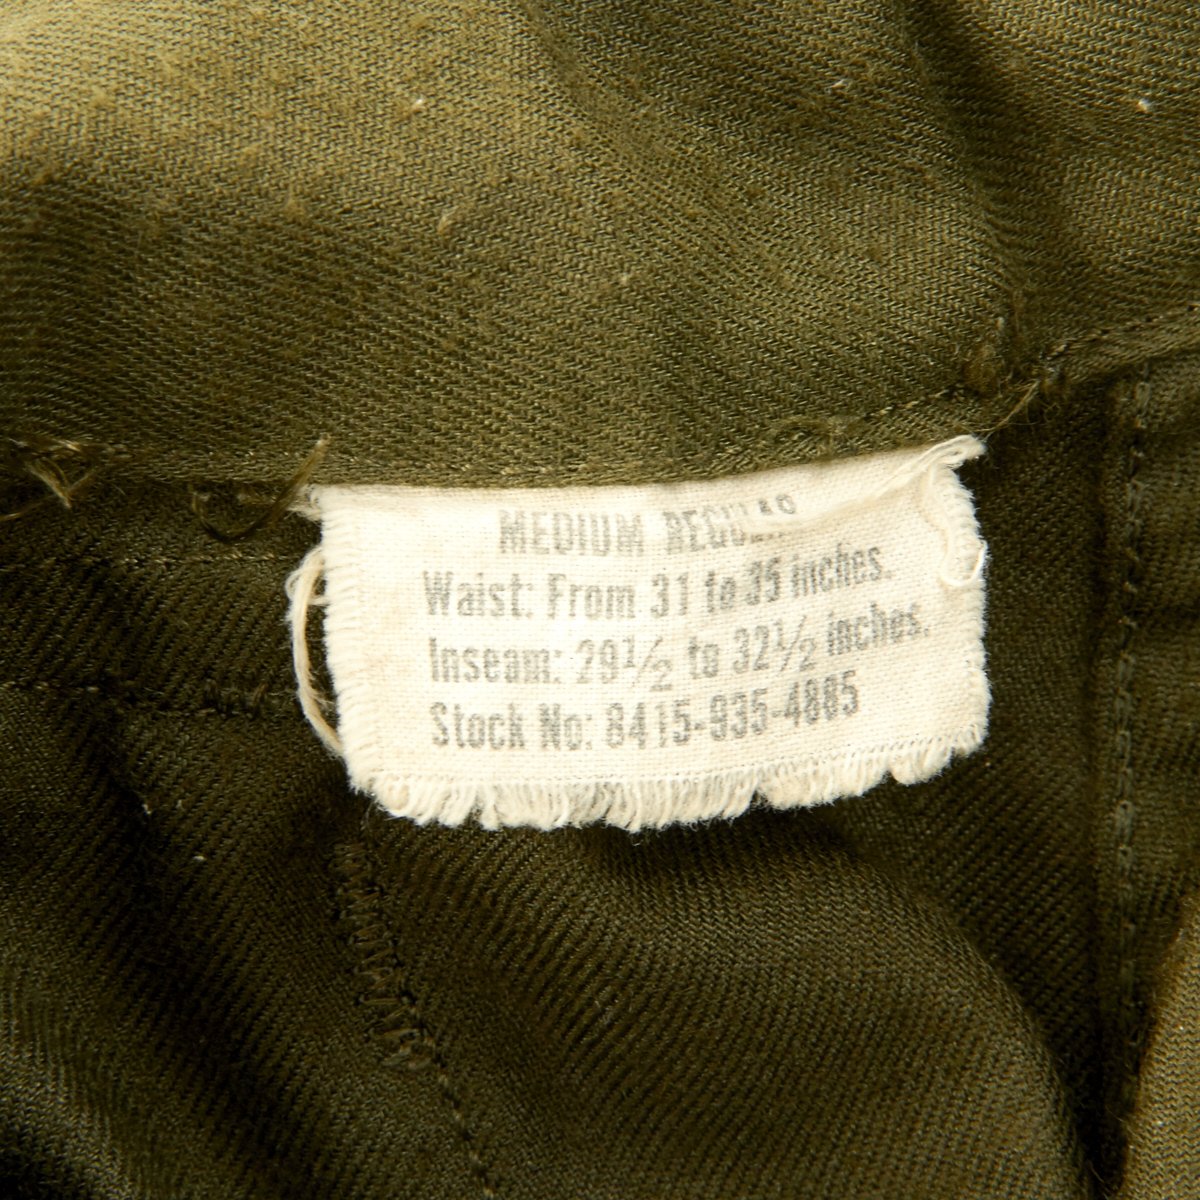 MEDIUM REGULAR
Waist: From 31 to 35 inches.
Inseam: 29½ to 32½ inches.
Stock No: 8415-935-4885